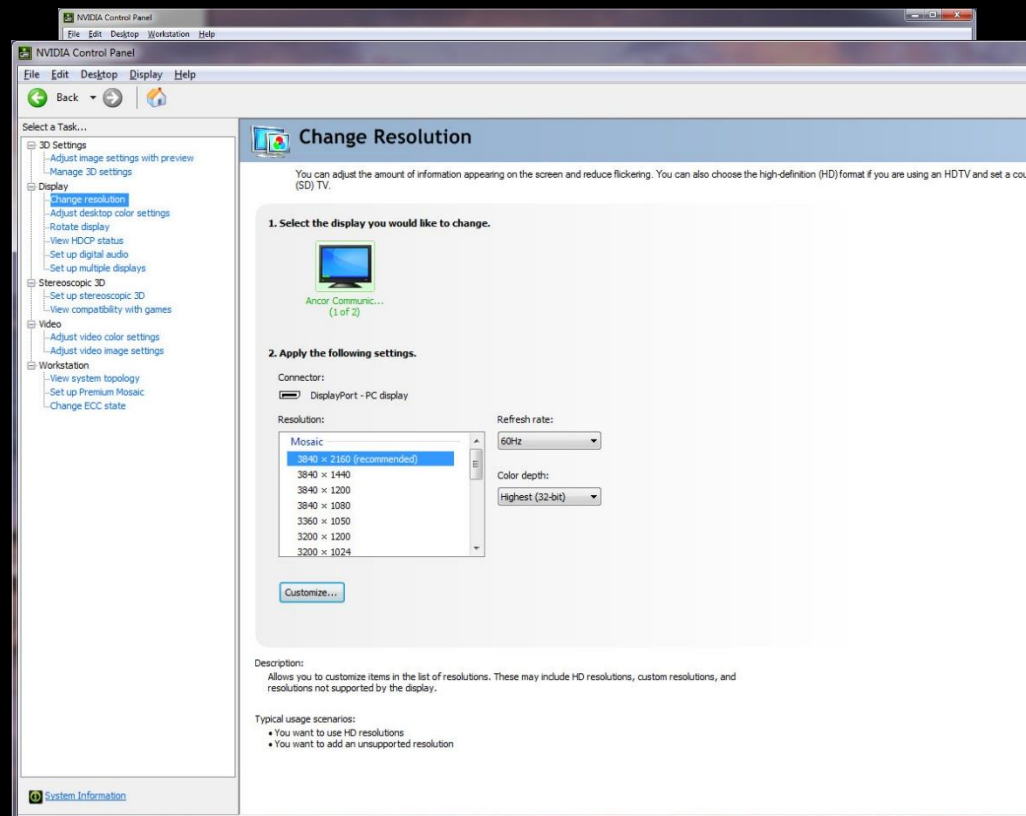 NVIDIA Control Panel
File Edit Desktop Workstation Help
NVIDIA Control Panel
File Edit Desktop Display Help
Back
Select a Task...
3D Settings
Adjust image settings with preview
Manage 3D settings
Display
Change resolution
Adjust desktop color settings
Rotate display
View HDCP status
Set up digital audio
Set up multiple displays
Stereoscopic 3D
Set up stereoscopic 3D
View compatibility with games
Video
Adjust video color settings
Adjust video image settings
Workstation
View system topology
Set up Premium Mosaic
Change ECC state
System Information
Change Resolution
You can adjust the amount of information appearing on the screen and reduce flickering. You can also choose the high-definition (HD) format if you are using an HDTV and set a cou
(SD) TV.
1. Select the display you would like to change.
Ancor Communic...
(1 of 2)
2. Apply the following settings.
Connector:
DisplayPort - PC display
Resolution:
Mosaic
3840 × 2160 (recommended)
3840 × 1440
3840 × 1200
3840 × 1080
3360 × 1050
3200 × 1200
3200 × 1024
Refresh rate:
60Hz
Color depth:
Highest (32-bit)
Customize...
Description:
Allows you to customize items in the list of resolutions. These may include HD resolutions, custom resolutions, and
resolutions not supported by the display.
Typical usage scenarios:
• You want to use HD resolutions
• You want to add an unsupported resolution